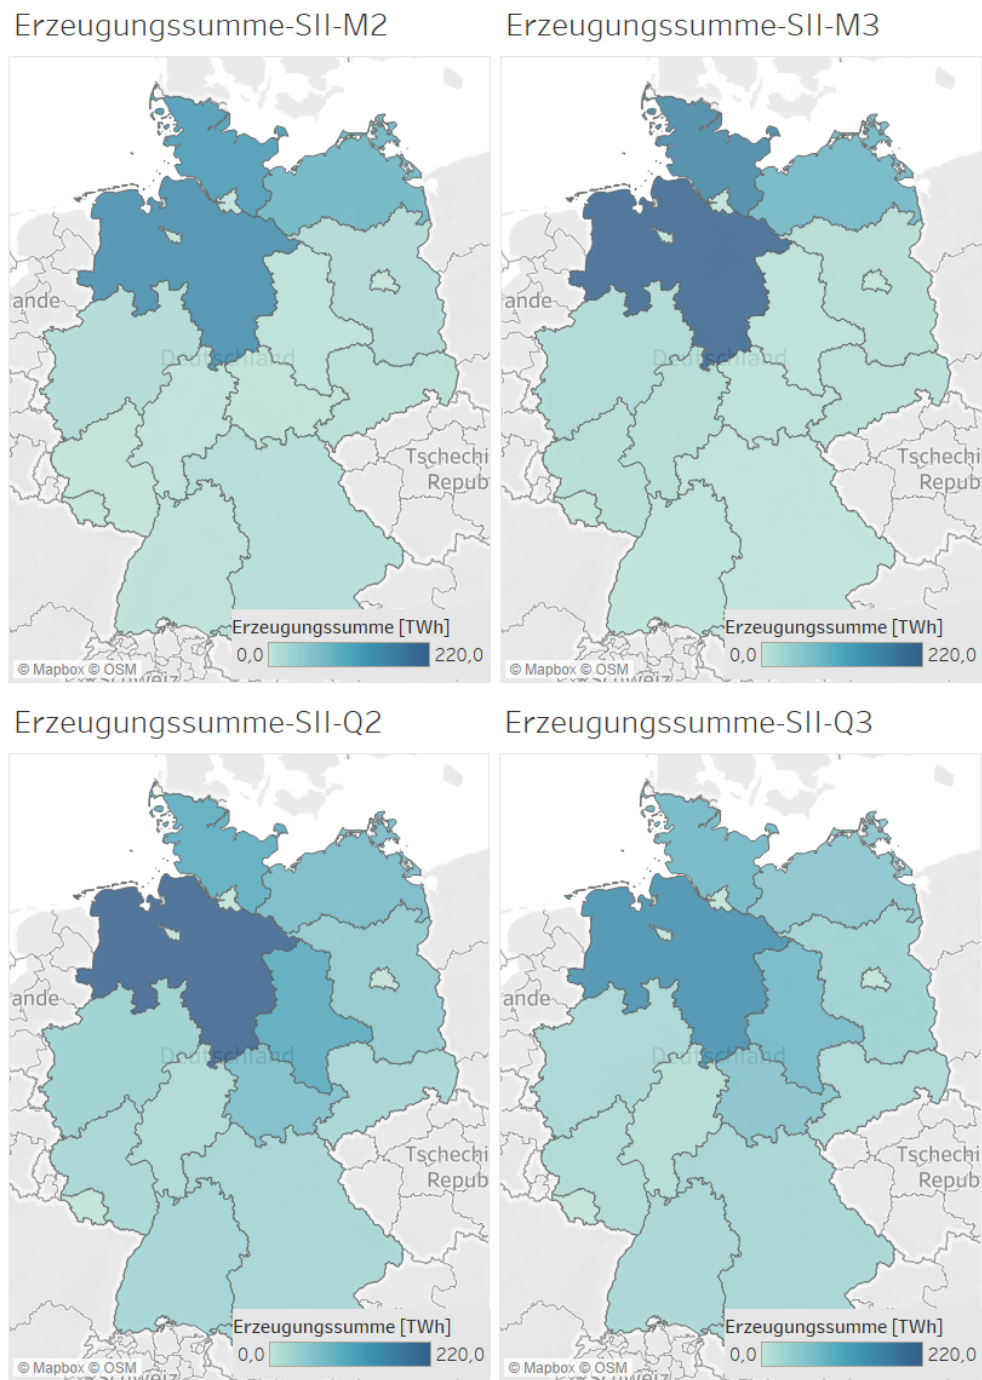 Erzeugungssumme-SII-M2
Erzeugungssumme-SII-M3
ande
Deutschland
Tschechi
Repub
Erzeugungssumme [TWh]
0,0
220,0
© Mapbox © OSM
Schweiz
ande
Deutschland
Tschechi
Repub
Erzeugungssumme [TWh]
0,0
220,0
© Mapbox © OSM
Schweiz
Erzeugungssumme-SII-Q2
Erzeugungssumme-SII-Q3
ande
Deutschland
Tschechi
Repub
Erzeugungssumme [TWh]
0,0
220,0
© Mapbox © OSM
ande
Deutschland
Tschechi
Repub
Erzeugungssumme [TWh]
0,0
220,0
© Mapbox © OSM